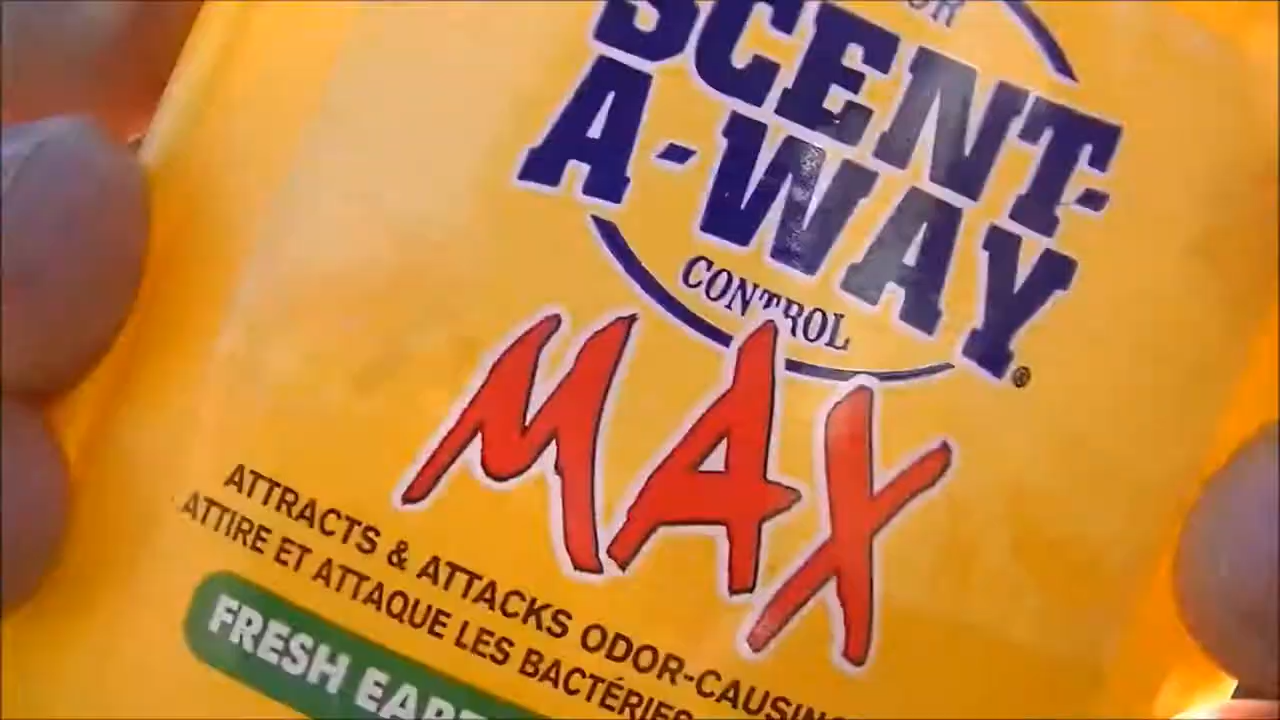 SCENT-
A-WAY®
CONTROL
MAX
ATTRACTS & ATTACKS ODOR-CAUSING
ATTIRE ET ATTAQUE LES BACTÉRIES
FRESH